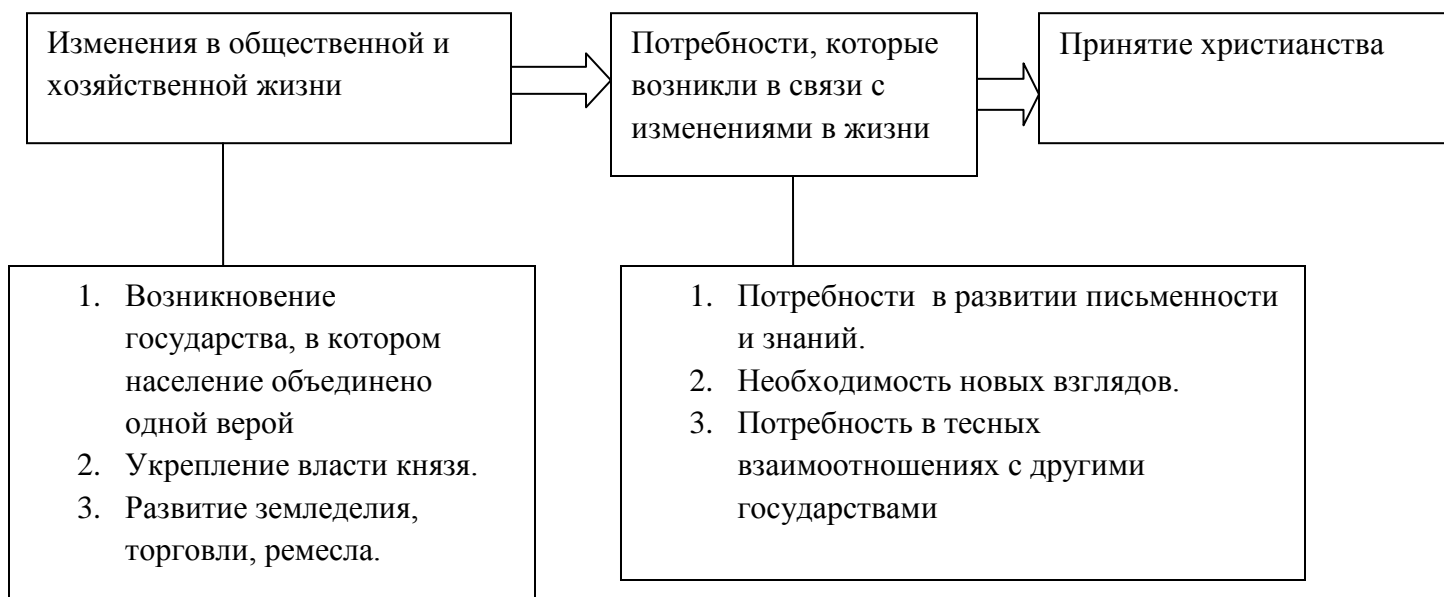 Изменения в общественной и
хозяйственной жизни
Потребности, которые
возникли в связи с
изменениями в жизни
Принятие христианства
1. Возникновение
государства, в котором
население объединено
одной верой
2. Укрепление власти князя.
3. Развитие земледелия,
торговли, ремесла.
1. Потребности в развитии письменности
и знаний.
2. Необходимость новых взглядов.
3. Потребность в тесных
взаимоотношениях с другими
государствами